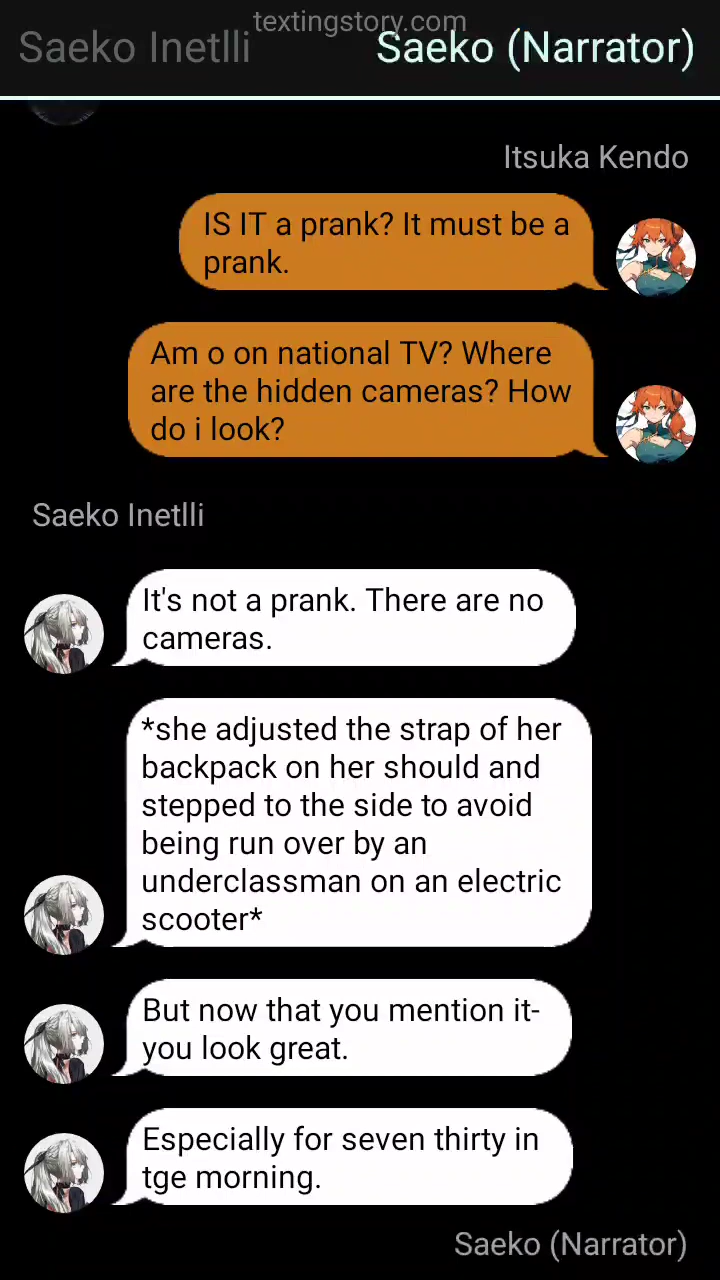 textingstory.com
Saeko Inetlli
Saeko (Narrator)
Itsuka Kendo
IS IT a prank? It must be a
prank.
Am o on national TV? Where
are the hidden cameras? How
do i look?
Saeko Inetlli
It's not a prank. There are no
cameras.
*she adjusted the strap of her
backpack on her should and
stepped to the side to avoid
being run over by an
underclassman on an electric
scooter*
But now that you mention it-
you look great.
Especially for seven thirty in
tge morning.
Saeko (Narrator)